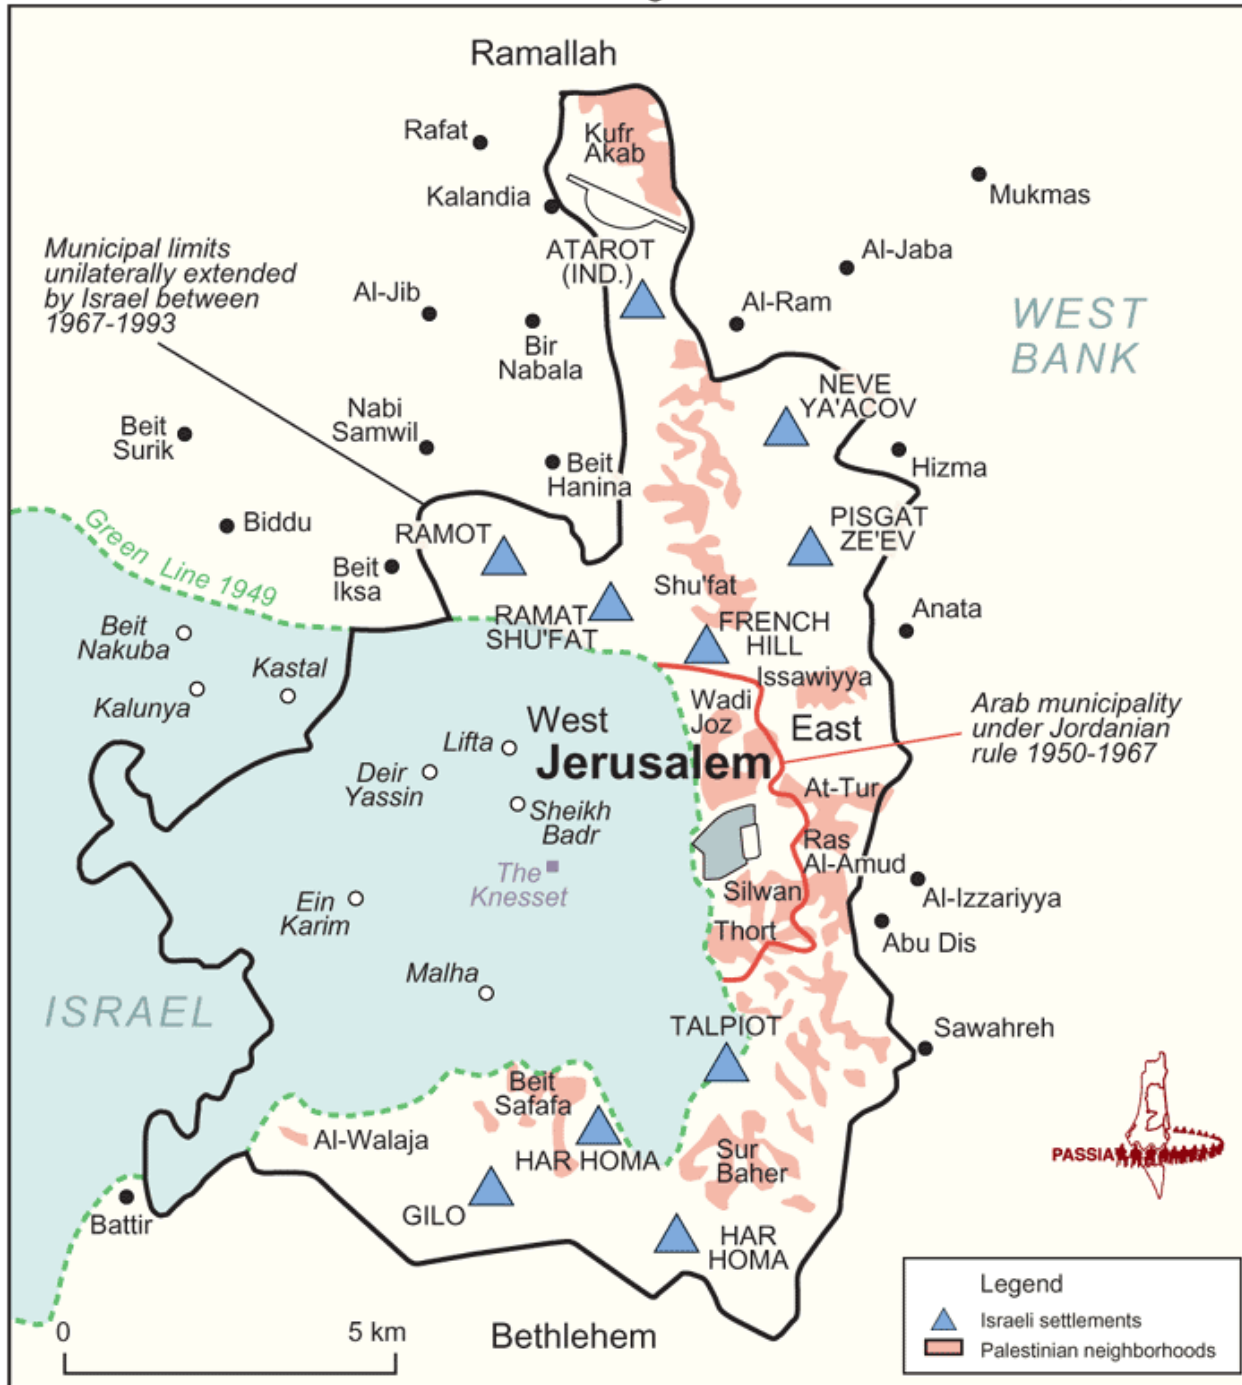 Ramallah
Rafat
Kufr
Akab
Kalandia
Mukmas
ATAROT
(IND.)
Municipal limits
unilaterally extended
by Israel between
1967-1993
Al-Jaba
Al-Jib
Al-Ram
WEST
BANK
Bir
Nabala
NEVE
YA'ACOV
Nabi
Samwil
Beit
Surik
Beit
Hanina
Hizma
Green Line 1949
Biddu
RAMOT
PISGAT
ZE'EV
Beit
Iksa
Shu'fat
RAMAT
SHU'FAT
FRENCH
HILL
Anata
Beit
Nakuba
Kastal
Kalunya
Issawiyya
Wadi
Joz
Arab municipality
under Jordanian
rule 1950-1967
West
East
Jerusalem
Lifta
Deir
Yassin
Sheikh
Badr
At-Tur
Ras
Al-Amud
The
Knesset
Silwan
Al-Izzariyya
Ein
Karim
Thort
Abu Dis
Malha
ISRAEL
TALPIOT
Sawahreh
Beit
Safafa
Al-Walaja
HAR HOMA
Sur
Baher
PASSIA
Battir
GILO
HAR
HOMA
Legend
Israeli settlements
Palestinian neighborhoods
0
5 km
Bethlehem